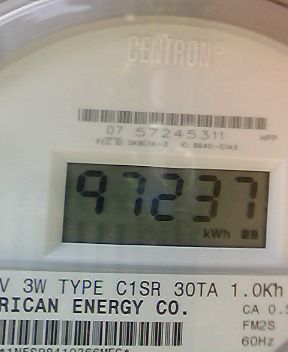 CENTRON®
07 57245311
97237
kWh
V 3W TYPE C1SR 30TA 1.0Kh
RICAN ENERGY CO.
CA 0.5
FM2S
60Hz